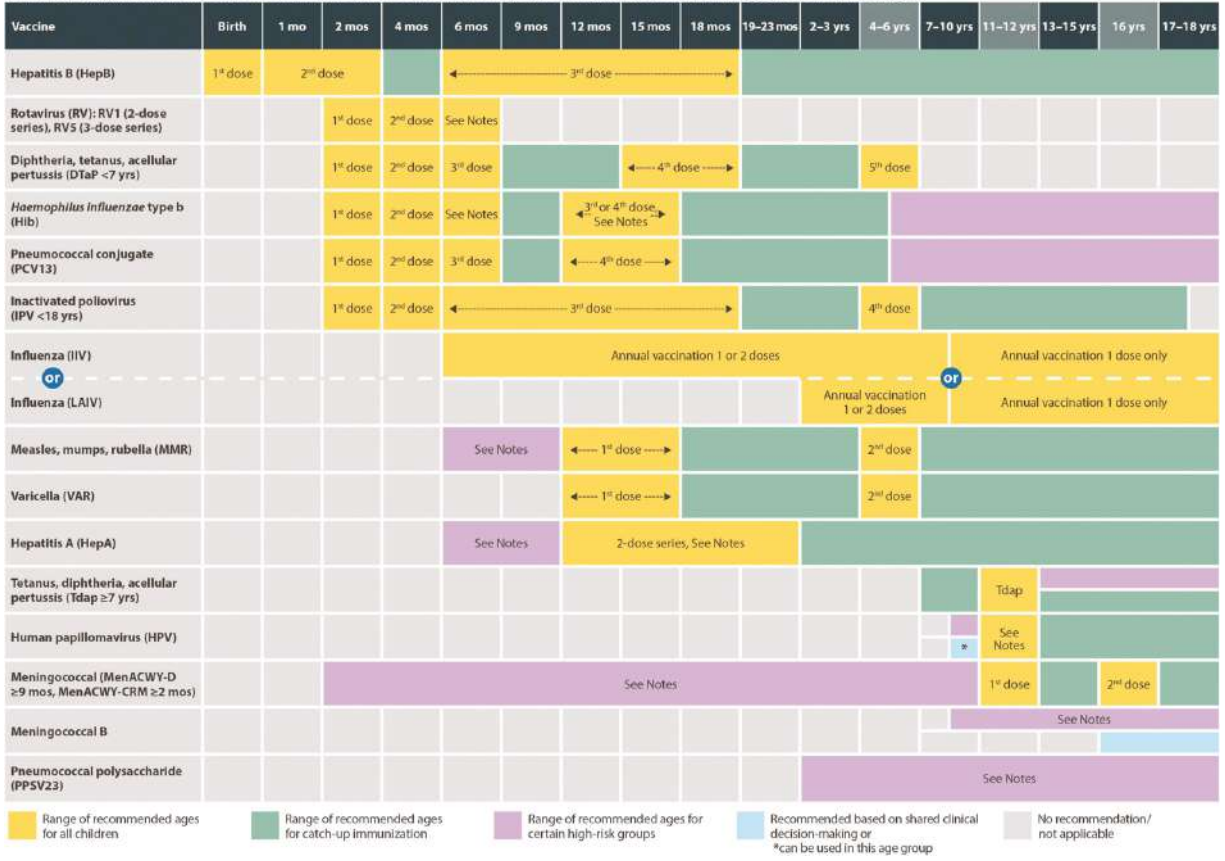 Vaccine Birth 1 mo 2 mos 4 mos 6 mos 9 mos 12 mos 15 mos 18 mos 19–23 mos 2–3 yrs 4–6 yrs 7–10 yrs 11–12 yrs 13–15 yrs 16 yrs 17–18 yrs
Hepatitis B (HepB) 1st dose 2nd dose 3rd dose
Rotavirus (RV): RV1 (2-dose
series), RV5 (3-dose series) 1st dose 2nd dose See Notes
Diphtheria, tetanus, acellular
pertussis (DTaP <7 yrs) 1st dose 2nd dose 3rd dose 4th dose 5th dose
Haemophilus influenzae type b
(Hib) 1st dose 2nd dose See Notes 3rd or 4th dose,
See Notes
Pneumococcal conjugate
(PCV13) 1st dose 2nd dose 3rd dose 4th dose
Inactivated poliovirus
(IPV <18 yrs) 1st dose 2nd dose 3rd dose 4th dose
Influenza (IIV) Annual vaccination 1 or 2 doses Annual vaccination 1 dose only
or or
Influenza (LAIV) Annual vaccination
1 or 2 doses Annual vaccination 1 dose only
Measles, mumps, rubella (MMR) See Notes 1st dose 2nd dose
Varicella (VAR) 1st dose 2nd dose
Hepatitis A (HepA) See Notes 2-dose series, See Notes
Tetanus, diphtheria, acellular
pertussis (Tdap ≥7 yrs) Tdap
Human papillomavirus (HPV) * See
Notes
Meningococcal (MenACWY-D
≥9 mos, MenACWY-CRM ≥2 mos) See Notes 1st dose 2nd dose
Meningococcal B See Notes
Pneumococcal polysaccharide
(PPSV23) See Notes
Range of recommended ages
for all children
Range of recommended ages
for catch-up immunization
Range of recommended ages for
certain high-risk groups
Recommended based on shared clinical
decision-making or
*can be used in this age group
No recommendation/
not applicable